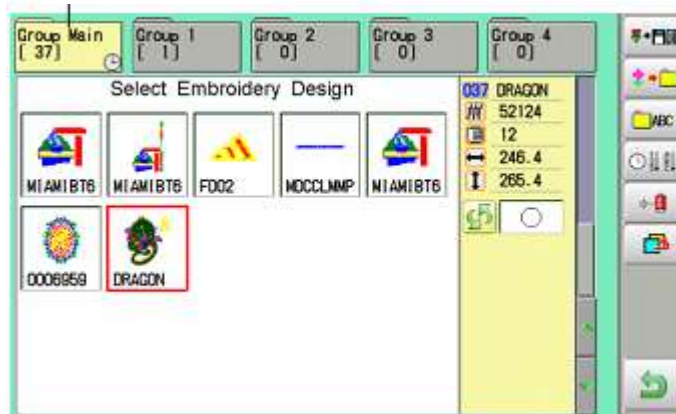 Group Main
[ 37]
Group 1
[ 1]
Group 2
[ 0]
Group 3
[ 0]
Group 4
[ 0]
Select Embroidery Design
MIAMIBT6
MIAMIBT6
FD02
MDCCLMMP
MIAMIBT6
0006959
DRAGON
037 DRAGON
52124
12
246.4
265.4
ABC